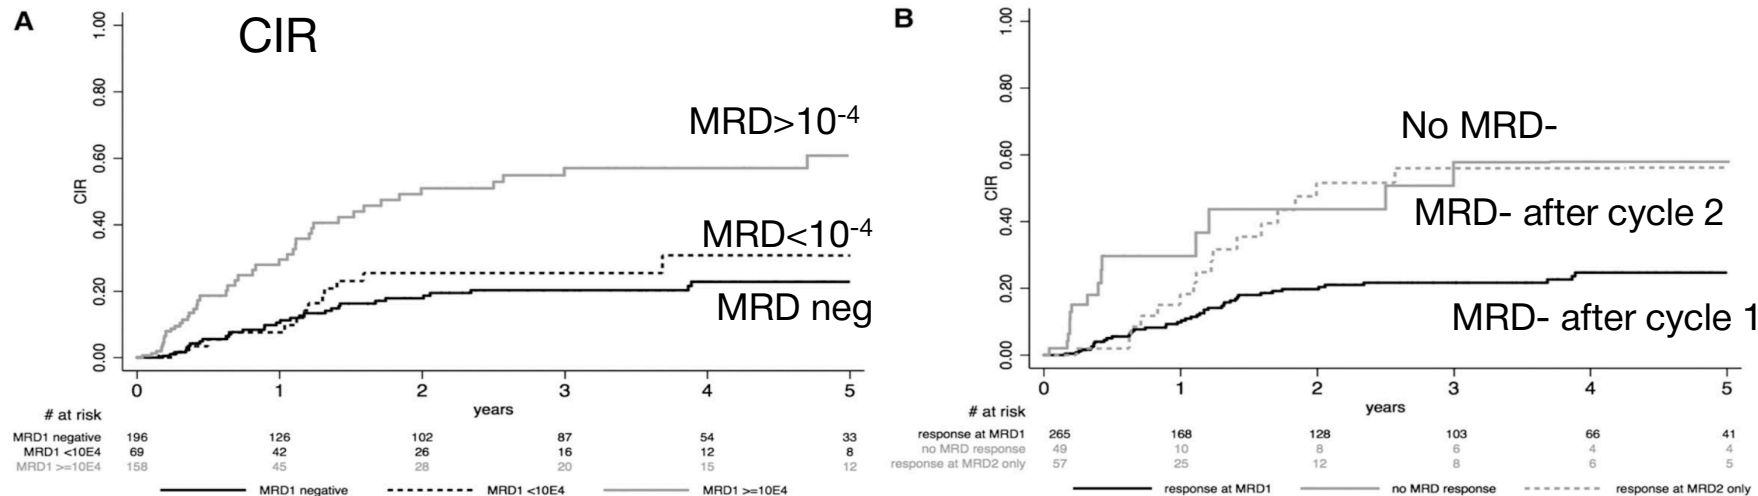 A
CIR
1.00
0.80
0.60
0.40
0.20
0.00
CIR
MRD>10-4
MRD<10-4
MRD neg
0 1 2 3 4 5
years
# at risk
MRD1 negative 196 126 102 87 54 33
MRD1 <10E4 69 42 26 16 12 8
MRD1 >=10E4 158 45 28 20 15 12
MRD1 negative MRD1 <10E4 MRD1 >=10E4
B
1.00
0.80
0.60
0.40
0.20
0.00
CIR
No MRD-
MRD- after cycle 2
MRD- after cycle 1
0 1 2 3 4 5
years
# at risk
response at MRD1 265 168 128 103 66 41
no MRD response 49 10 8 6 4 4
response at MRD2 only 57 25 12 8 6 5
response at MRD1 no MRD response response at MRD2 only